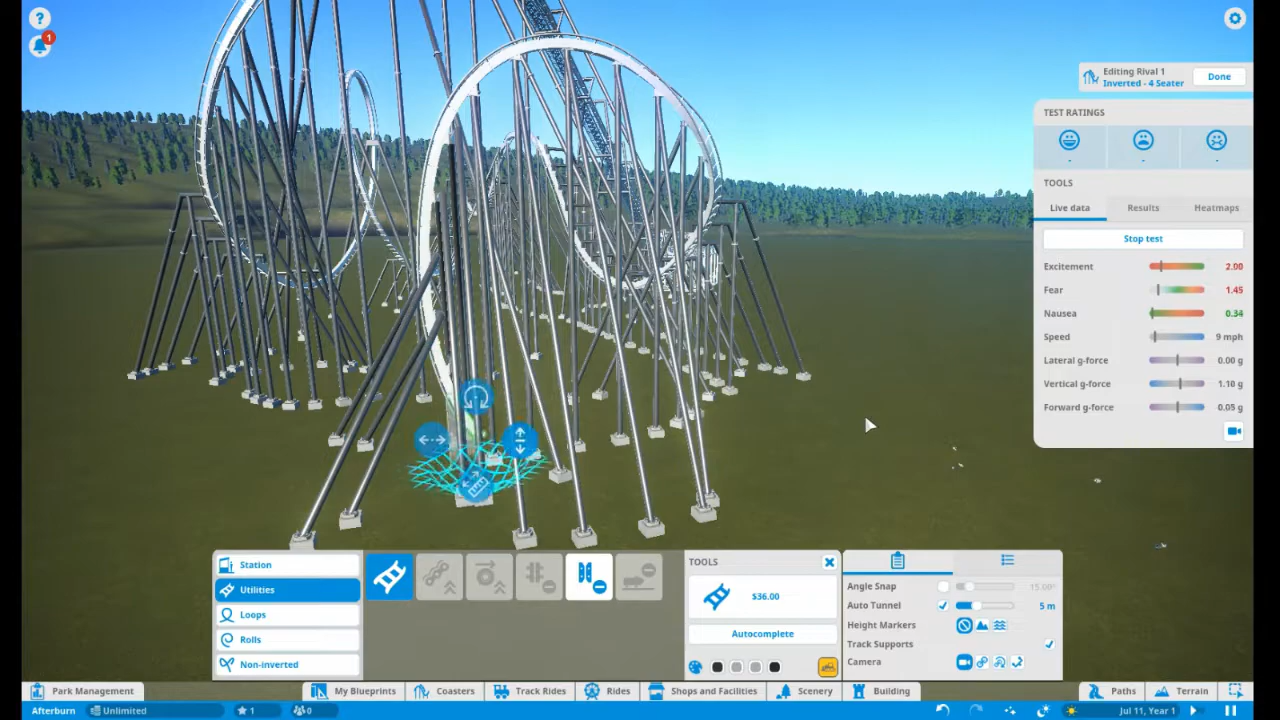 ?
1
Editing Rival 1
Inverted - 4 Seater
Done
TEST RATINGS
- - -
TOOLS
Live data Results Heatmaps
Stop test
Excitement 2.00
Fear 1.45
Nausea 0.34
Speed 9 mph
Lateral g-force 0.00 g
Vertical g-force 1.10 g
Forward g-force 0.05 g
Station
Utilities
Loops
Rolls
Non-inverted
TOOLS
$36.00
Autocomplete
Angle Snap 15.00°
Auto Tunnel 5 m
Height Markers
Track Supports
Camera
Park Management My Blueprints Coasters Track Rides Rides Shops and Facilities Scenery Building Paths Terrain
Afterburn Unlimited 1 0 Jul 11, Year 1